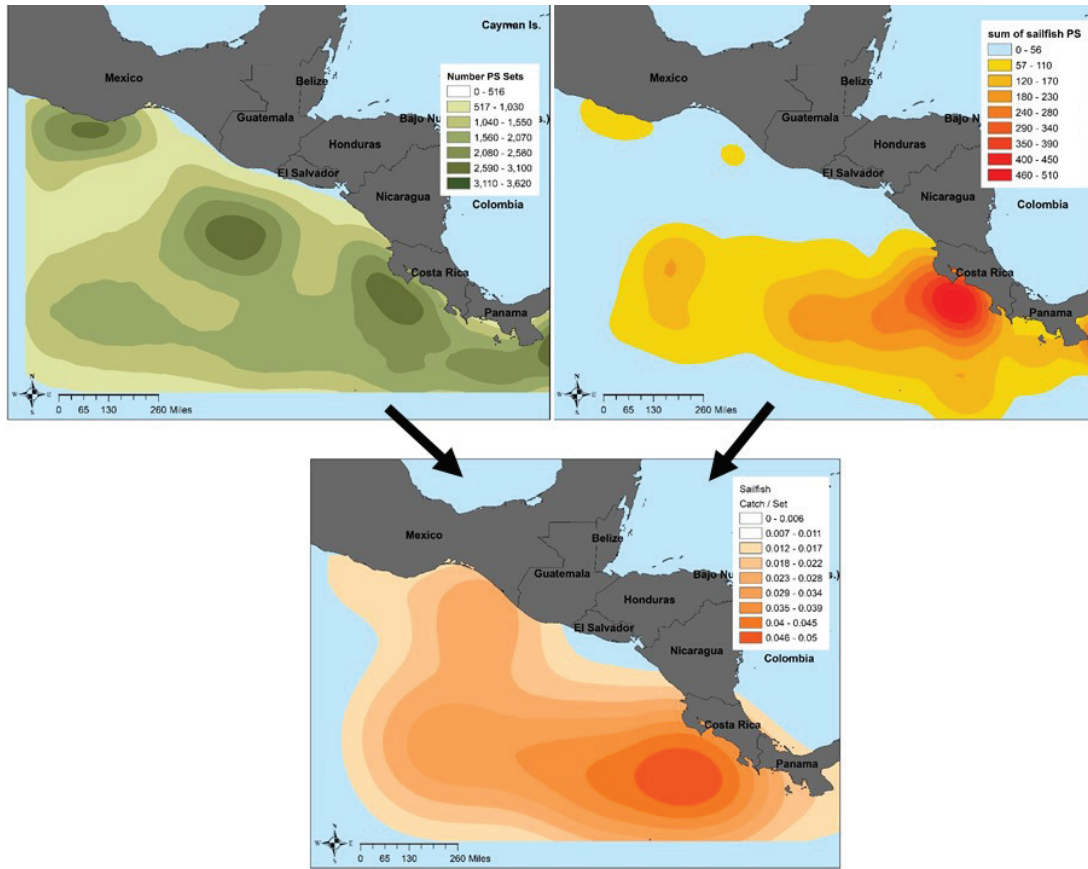 Cayman Is.
Mexico
Belize
Guatemala
Bajo Nu s.)
Honduras
El Salvador
Nicaragua
Colombia
Costa Rica
Panama
Number PS Sets
0 - 516
517 - 1,030
1,040 - 1,550
1,560 - 2,070
2,080 - 2,580
2,590 - 3,100
3,110 - 3,620
N
W E
S
0 65 130 260 Miles
Mexico
Belize
Guatemala
Bajo N s.)
Honduras
El Salvador
Nicaragua
Colombia
Costa Rica
Panama
sum of sailfish PS
0 - 56
57 - 110
120 - 170
180 - 230
240 - 280
290 - 340
350 - 390
400 - 450
460 - 510
N
W E
S
0 65 130 260 Miles
Mexico
Belize
Guatemala
Bajo Nu s.)
Honduras
El Salvador
Nicaragua
Colombia
Costa Rica
Panama
Sailfish
Catch / Set
0 - 0.006
0.007 - 0.011
0.012 - 0.017
0.018 - 0.022
0.023 - 0.028
0.029 - 0.034
0.035 - 0.039
0.04 - 0.045
0.046 - 0.05
N
W E
S
0 65 130 260 Miles